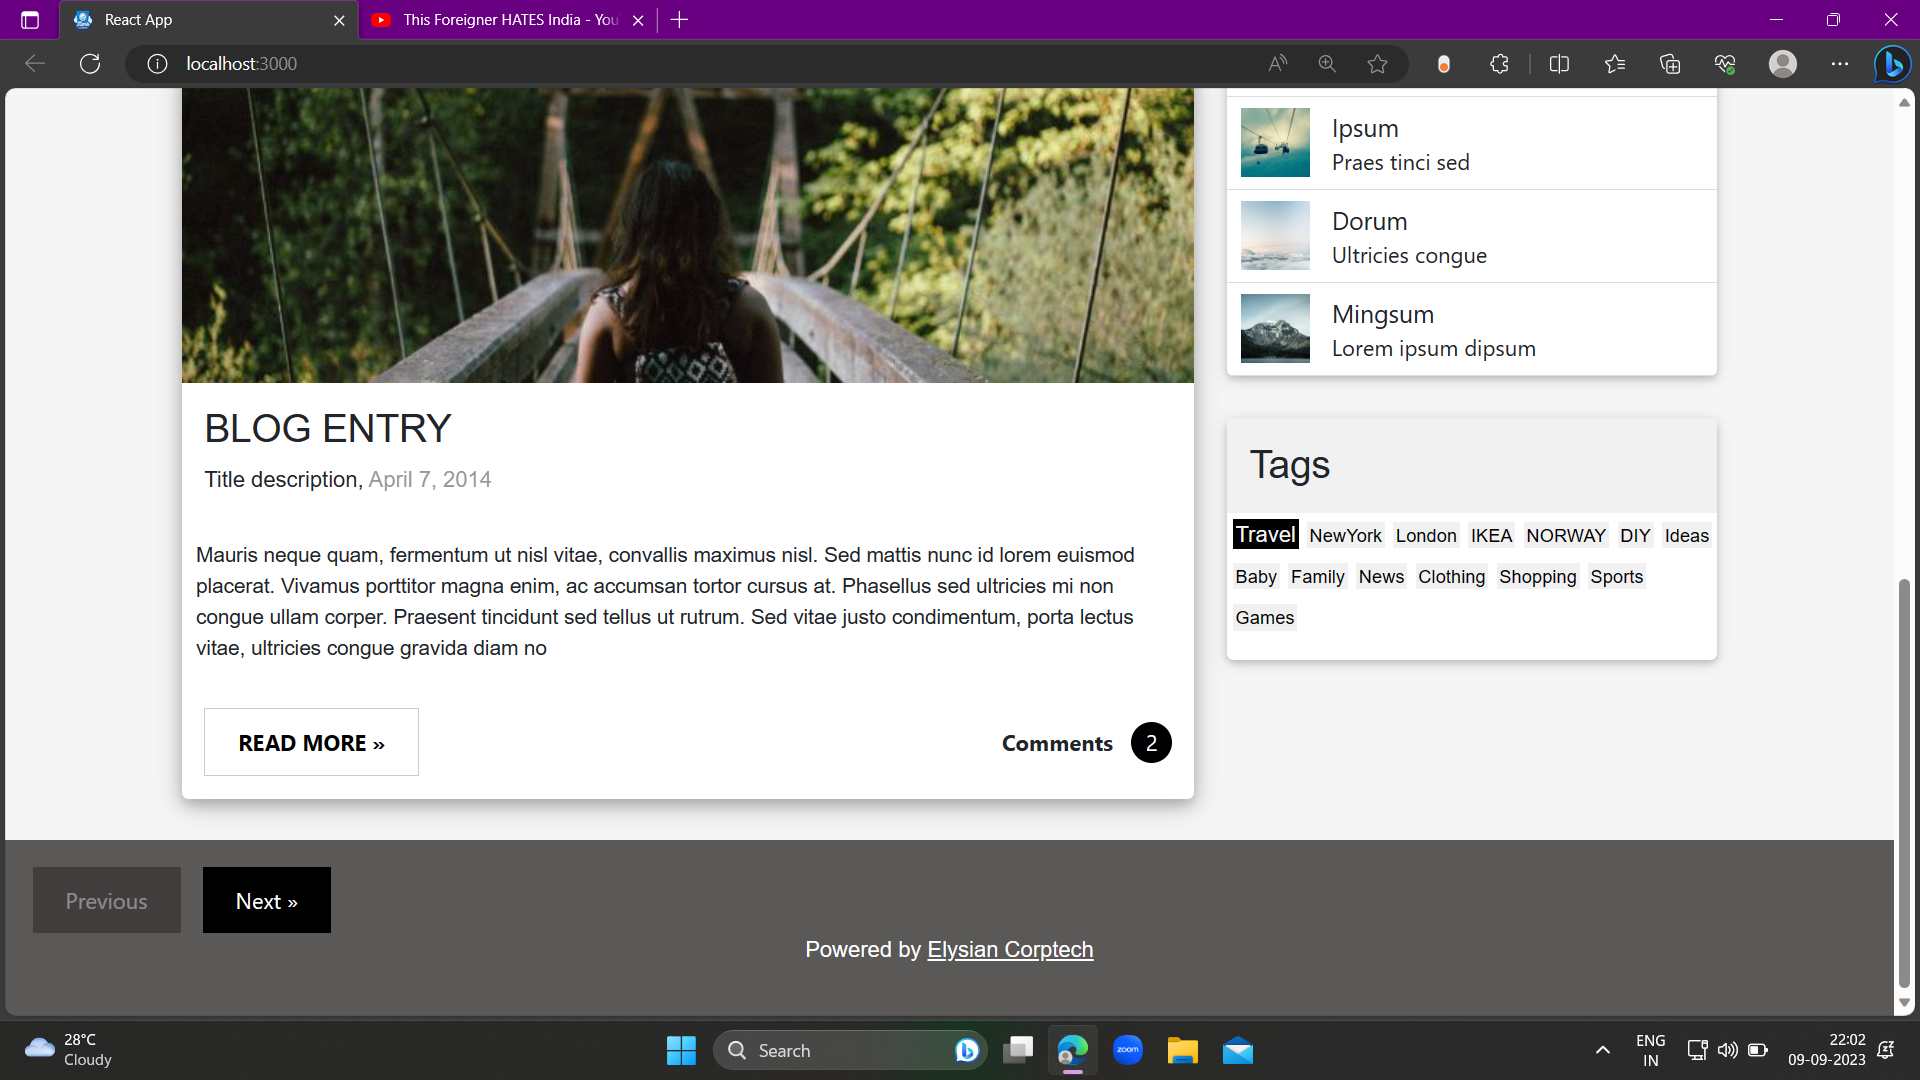 React App
This Foreigner HATES India - You
localhost:3000
Ipsum
Praes tinci sed
Dorum
Ultricies congue
Mingsum
Lorem ipsum dipsum
BLOG ENTRY
Title description, April 7, 2014
Mauris neque quam, fermentum ut nisl vitae, convallis maximus nisl. Sed mattis nunc id lorem euismod
placerat. Vivamus porttitor magna enim, ac accumsan tortor cursus at. Phasellus sed ultricies mi non
congue ullam corper. Praesent tincidunt sed tellus ut rutrum. Sed vitae justo condimentum, porta lectus
vitae, ultricies congue gravida diam no
READ MORE »
Comments 2
Tags
Travel NewYork London IKEA NORWAY DIY Ideas
Baby Family News Clothing Shopping Sports
Games
Previous
Next »
Powered by Elysian Corptech
28°C
Cloudy
Search
zoom
ENG
IN
22:02
09-09-2023